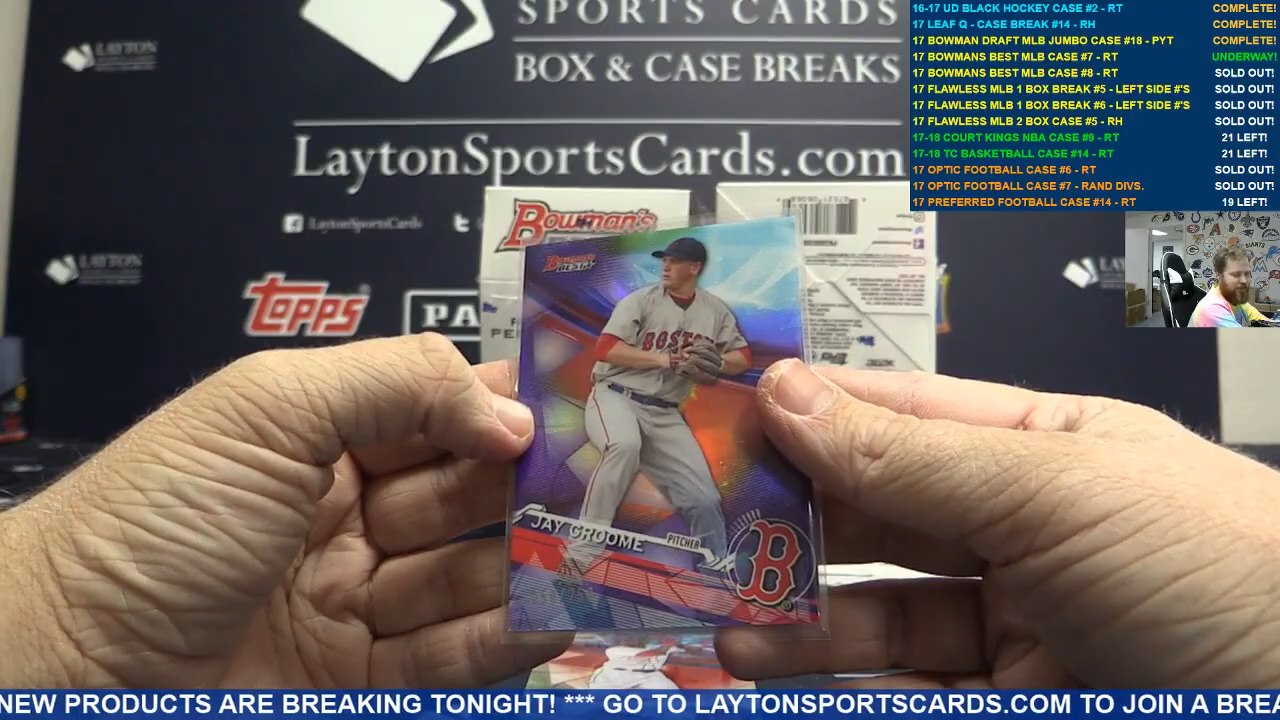 SPORTS CARDS
BOX & CASE BREAKS
LaytonSportsCards.com
LAYTON
LaytonSportsCards
TOPPS
PA
Bowman's
Bowman's
BEST
BOSTON
JAY GROOME
PITCHER
B
LAYTON
LAYTON
16-17 UD BLACK HOCKEY CASE #2 - RT COMPLETE!
17 LEAF Q - CASE BREAK #14 - RH COMPLETE!
17 BOWMAN DRAFT MLB JUMBO CASE #18 - PYT COMPLETE!
17 BOWMANS BEST MLB CASE #7 - RT UNDERWAY!
17 BOWMANS BEST MLB CASE #8 - RT SOLD OUT!
17 FLAWLESS MLB 1 BOX BREAK #5 - LEFT SIDE #'S SOLD OUT!
17 FLAWLESS MLB 1 BOX BREAK #6 - LEFT SIDE #'S SOLD OUT!
17 FLAWLESS MLB 2 BOX CASE #5 - RH SOLD OUT!
17-18 COURT KINGS NBA CASE #9 - RT 21 LEFT!
17-18 TC BASKETBALL CASE #14 - RT 21 LEFT!
17 OPTIC FOOTBALL CASE #6 - RT SOLD OUT!
17 OPTIC FOOTBALL CASE #7 - RAND DIVS. SOLD OUT!
17 PREFERRED FOOTBALL CASE #14 - RT 19 LEFT!
NEW PRODUCTS ARE BREAKING TONIGHT! *** GO TO LAYTONSPORTSCARDS.COM TO JOIN A BREA